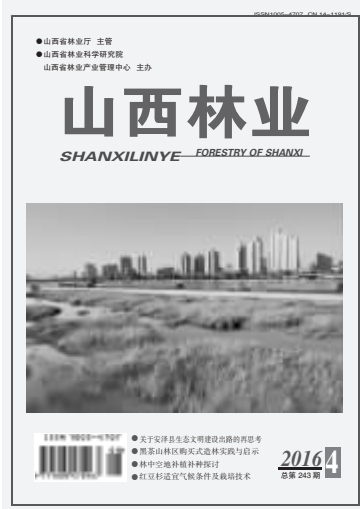 ISSN1005-4707 CN 14-1191/S
●山西省林业厅 主管
●山西省林业科学研究院
山西省林业产业管理中心 主办
山西林业
SHANXILINYE FORESTRY OF SHANXI
ISSN 1005-4707
●关于安泽县生态文明建设出路的再思考
●黑茶山林区购买式造林实践与启示
●林中空地补植补种探讨
●红豆杉适宜气候条件及栽培技术
2016 4
总第 243 期